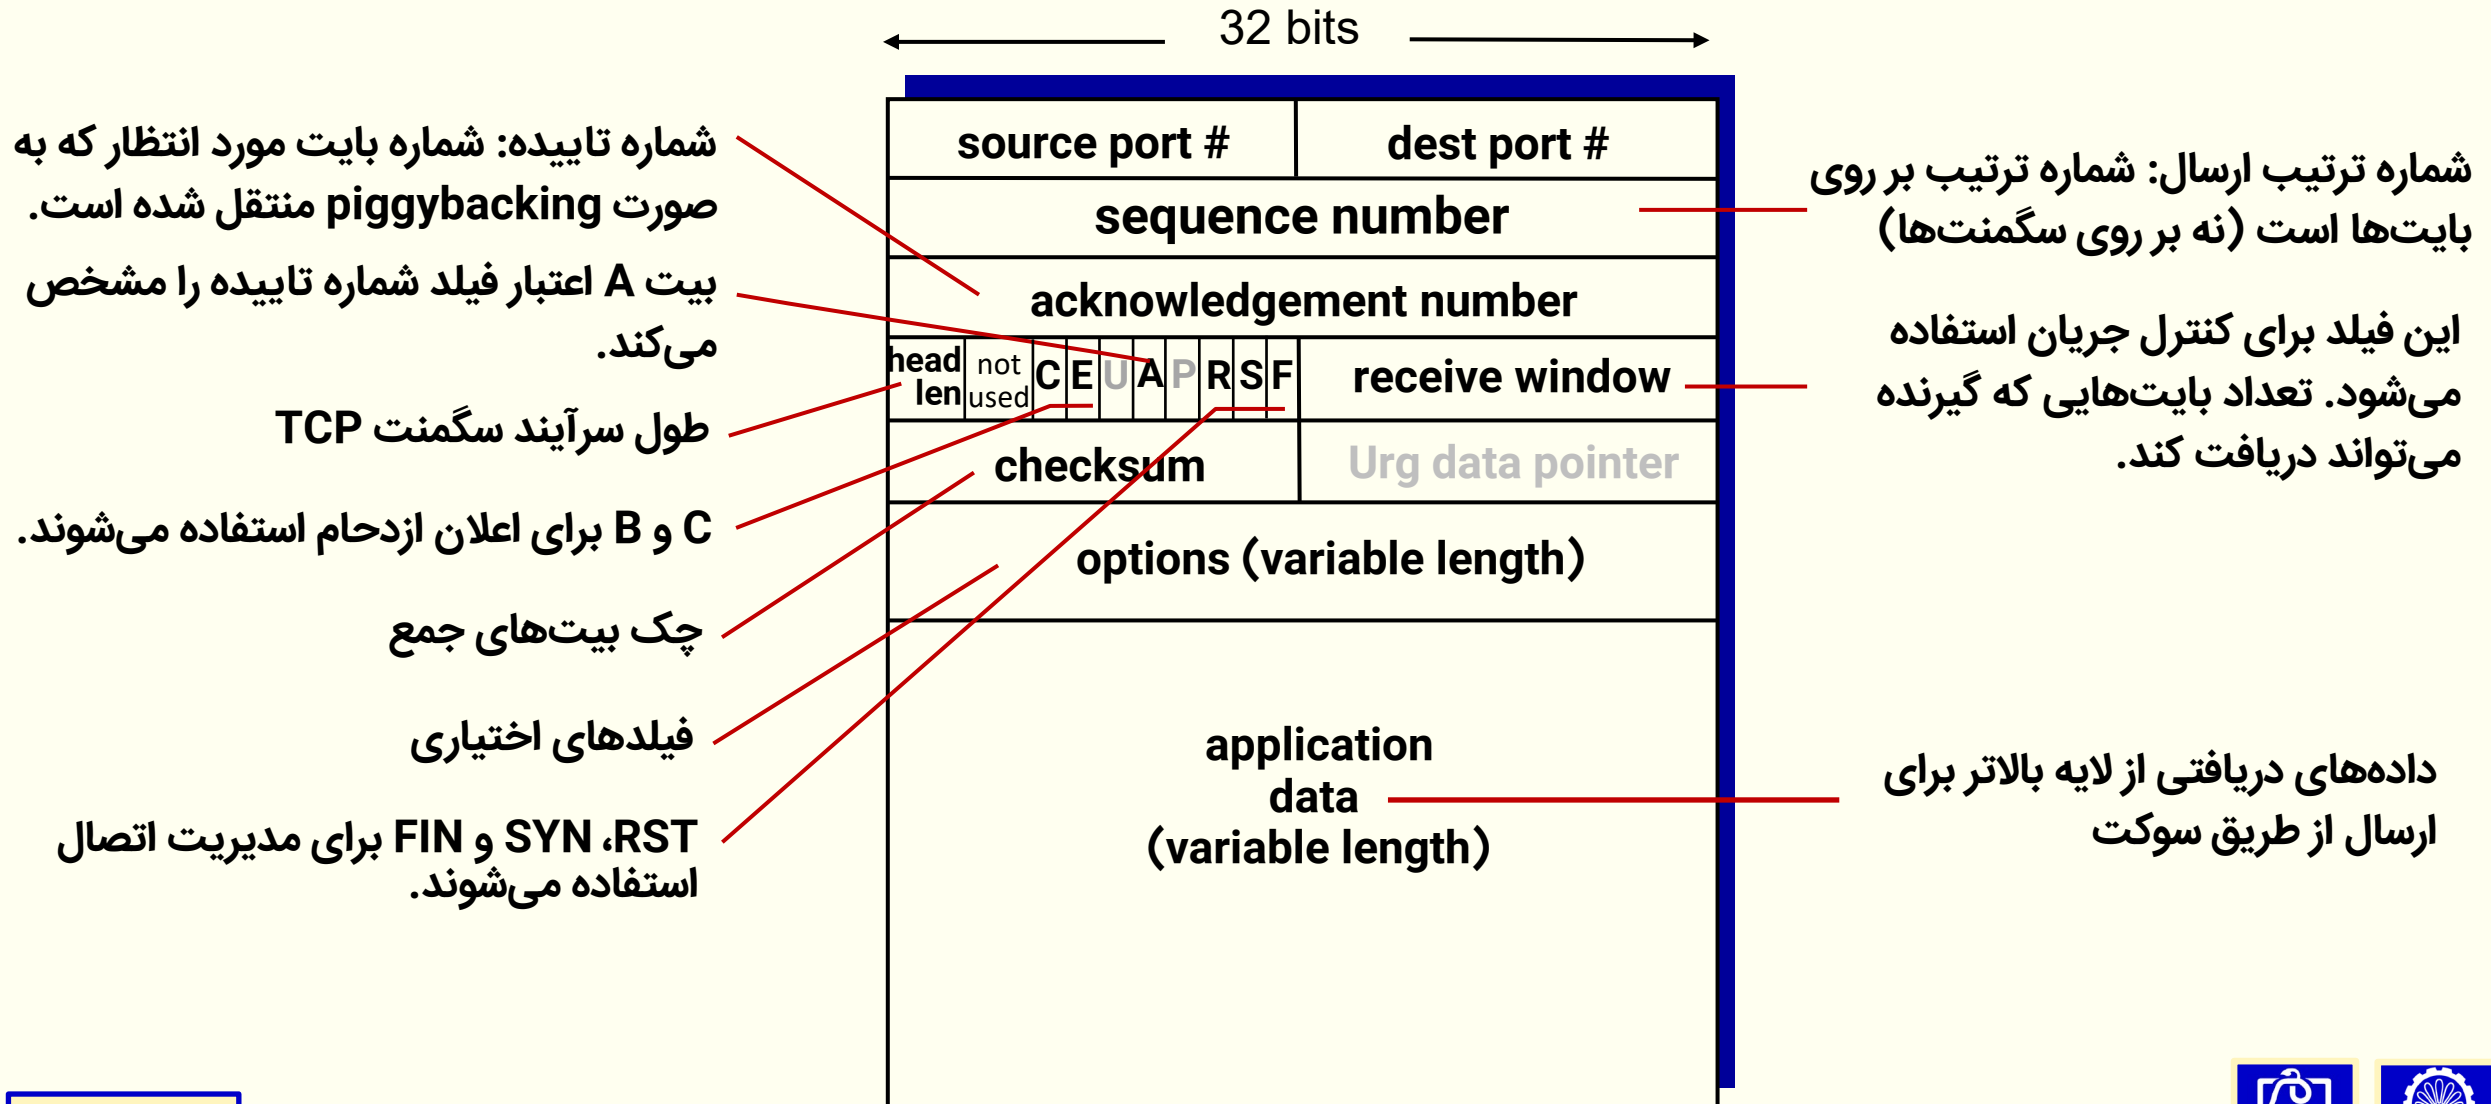 32 bits
source port #
dest port #
sequence number
acknowledgement number
head
len
not
used
C E U A P R S F
receive window
checksum
Urg data pointer
options (variable length)
application
data
(variable length)
شماره تاییده: شماره بایت مورد انتظار که به
صورت piggybacking منتقل شده است.
بیت A اعتبار فیلد شماره تاییده را مشخص
می‌کند.
طول سرآیند سگمنت TCP
C و B برای اعلان ازدحام استفاده می‌شوند.
چک بیت‌های جمع
فیلدهای اختیاری
RST، SYN و FIN برای مدیریت اتصال
استفاده می‌شوند.
شماره ترتیب ارسال: شماره ترتیب بر روی
بایت‌ها است (نه بر روی سگمنت‌ها)
این فیلد برای کنترل جریان استفاده
می‌شود. تعداد بایت‌هایی که گیرنده
می‌تواند دریافت کند.
داده‌های دریافتی از لایه بالاتر برای
ارسال از طریق سوکت